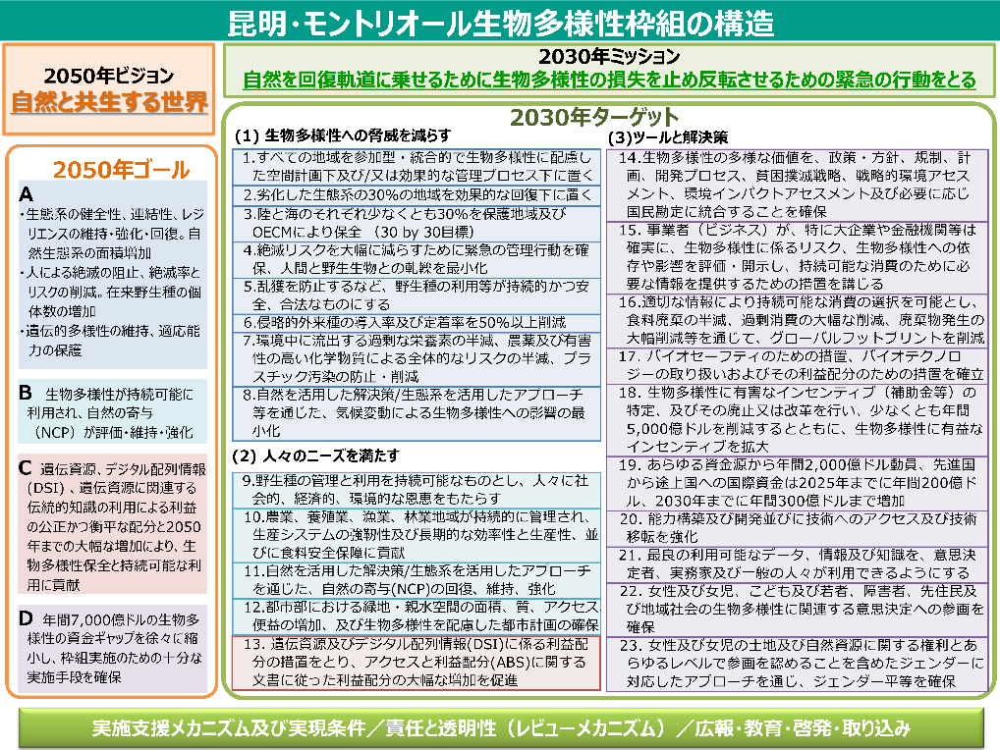 昆明・モントリオール生物多様性枠組の構造
2050年ビジョン
自然と共生する世界
2030年ミッション
自然を回復軌道に乗せるために生物多様性の損失を止め反転させるための緊急の行動をとる
2050年ゴール
A
・生態系の健全性、連結性、レジ
リエンスの維持・強化・回復。自
然生態系の面積増加
・人による絶滅の阻止、絶滅率と
リスクの削減。在来野生種の個
体数の増加
・遺伝的多様性の維持、適応能
力の保護
B 生物多様性が持続可能に
利用され、自然の寄与
（NCP）が評価・維持・強化
C 遺伝資源、デジタル配列情報
(DSI) 、遺伝資源に関連する
伝統的知識の利用による利益
の公正かつ衡平な配分と2050
年までの大幅な増加により、生
物多様性保全と持続可能な利
用に貢献
D 年間7,000億ドルの生物多
様性の資金ギャップを徐々に縮
小し、枠組実施のための十分な
実施手段を確保
2030年ターゲット
(1) 生物多様性への脅威を減らす
1.すべての地域を参加型・統合的で生物多様性に配慮し
た空間計画下及び/又は効果的な管理プロセス下に置く
2.劣化した生態系の30%の地域を効果的な回復下に置く
3.陸と海のそれぞれ少なくとも30%を保護地域及び
OECMにより保全 （30 by 30目標）
4.絶滅リスクを大幅に減らすために緊急の管理行動を確
保、人間と野生生物との軋轢を最小化
5.乱獲を防止するなど、野生種の利用等が持続的かつ安
全、合法なものにする
6.侵略的外来種の導入率及び定着率を50%以上削減
7.環境中に流出する過剰な栄養素の半減、農薬及び有害
性の高い化学物質による全体的なリスクの半減、プラ
スチック汚染の防止・削減
8.自然を活用した解決策/生態系を活用したアプローチ
等を通じた、気候変動による生物多様性への影響の最
小化
(2) 人々のニーズを満たす
9.野生種の管理と利用を持続可能なものとし、人々に社
会的、経済的、環境的な恩恵をもたらす
10.農業、養殖業、漁業、林業地域が持続的に管理され、
生産システムの強靭性及び長期的な効率性と生産性、並
びに食料安全保障に貢献
11.自然を活用した解決策/生態系を活用したアプローチ
を通じた、自然の寄与(NCP)の回復、維持、強化
12.都市部における緑地・親水空間の面積、質、アクセス、
便益の増加、及び生物多様性を配慮した都市計画の確保
13. 遺伝資源及びデジタル配列情報(DSI)に係る利益配
分の措置をとり、アクセスと利益配分(ABS)に関する
文書に従った利益配分の大幅な増加を促進
(3)ツールと解決策
14.生物多様性の多様な価値を、政策・方針、規制、計
画、開発プロセス、貧困撲滅戦略、戦略的環境アセス
メント、環境インパクトアセスメント及び必要に応じ
国民勘定に統合することを確保
15. 事業者（ビジネス）が、特に大企業や金融機関等は
確実に、生物多様性に係るリスク、生物多様性への依
存や影響を評価・開示し、持続可能な消費のために必
要な情報を提供するための措置を講じる
16.適切な情報により持続可能な消費の選択を可能とし、
食料廃棄の半減、過剰消費の大幅な削減、廃棄物発生の
大幅削減等を通じて、グローバルフットプリントを削減
17. バイオセーフティのための措置、バイオテクノロ
ジーの取り扱いおよびその利益配分のための措置を確立
18. 生物多様性に有害なインセンティブ（補助金等）の
特定、及びその廃止又は改革を行い、少なくとも年間
5,000億ドルを削減するとともに、生物多様性に有益な
インセンティブを拡大
19. あらゆる資金源から年間2,000億ドル動員、先進国
から途上国への国際資金は2025年までに年間200億ド
ル、2030年までに年間300億ドルまで増加
20. 能力構築及び開発並びに技術へのアクセス及び技術
移転を強化
21. 最良の利用可能なデータ、情報及び知識を、意思決
定者、実務家及び一般の人々が利用できるようにする
22. 女性及び女児、こども及び若者、障害者、先住民及
び地域社会の生物多様性に関連する意思決定への参画を
確保
23. 女性及び女児の土地及び自然資源に関する権利とあ
らゆるレベルで参画を認めることを含めたジェンダーに
対応したアプローチを通じ、ジェンダー平等を確保
実施支援メカニズム及び実現条件／責任と透明性（レビューメカニズム）／広報・教育・啓発・取り込み